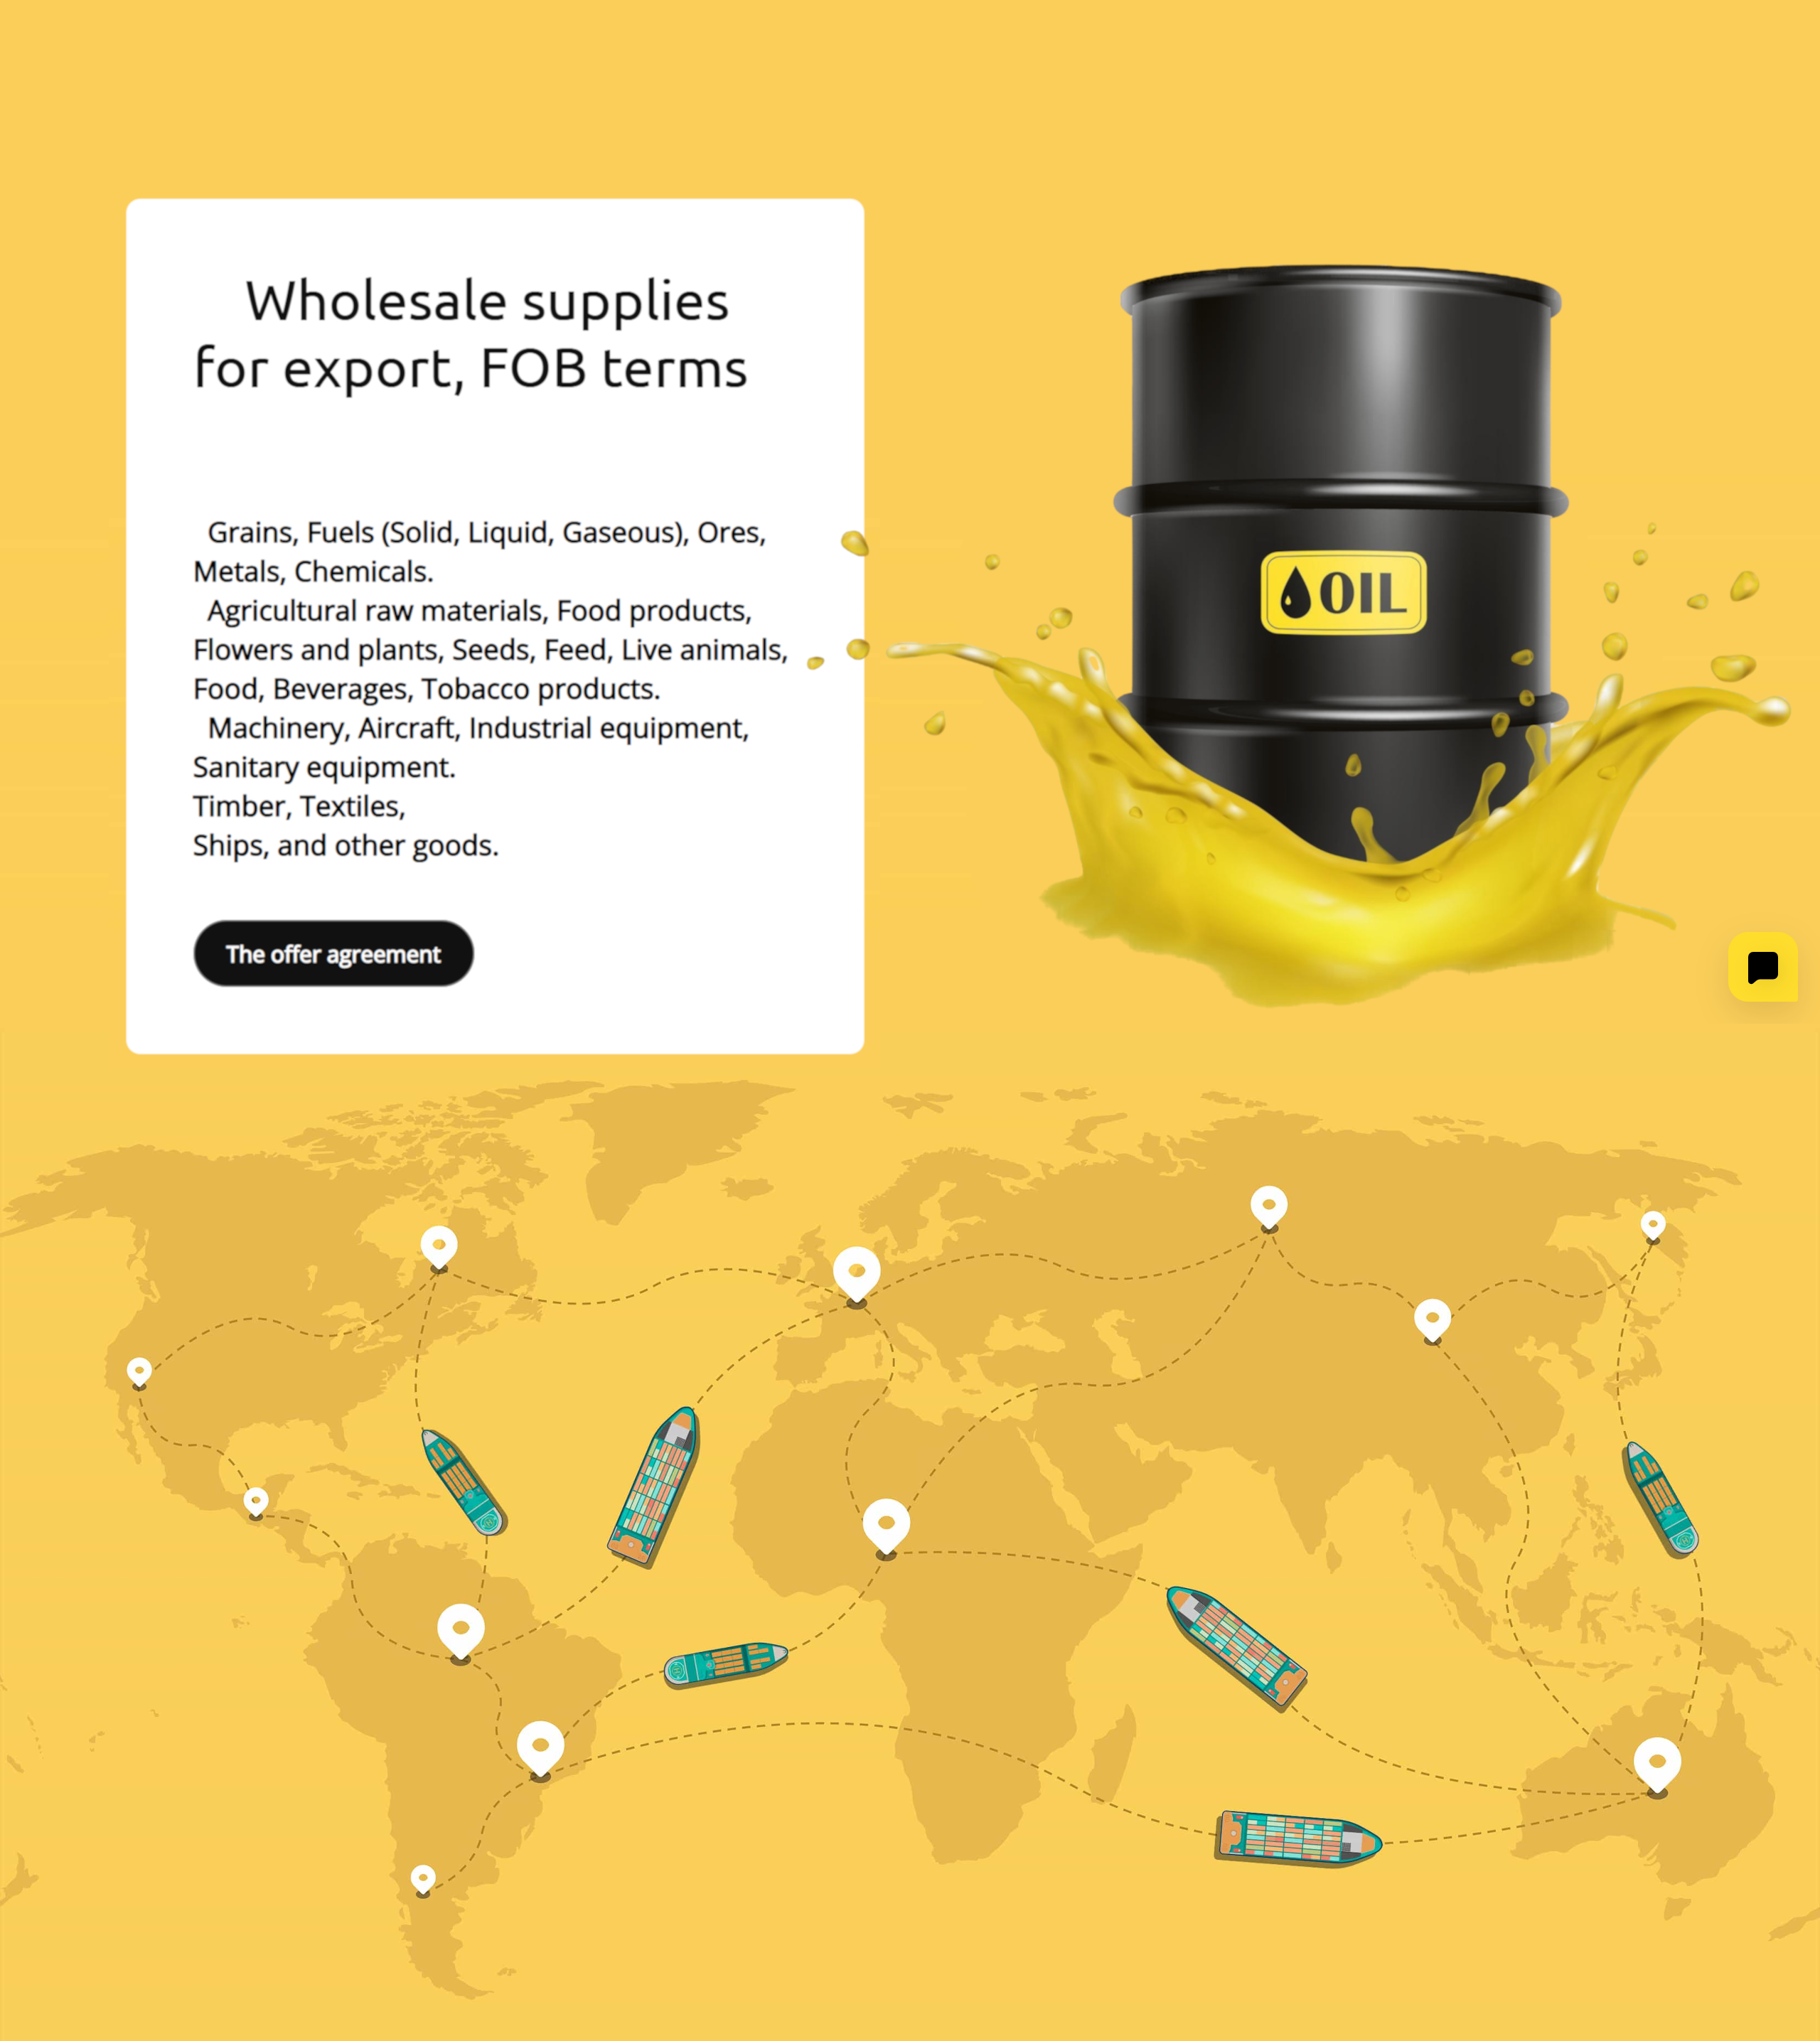 Wholesale supplies
for export, FOB terms
Grains, Fuels (Solid, Liquid, Gaseous), Ores,
Metals, Chemicals.
Agricultural raw materials, Food products,
Flowers and plants, Seeds, Feed, Live animals,
Food, Beverages, Tobacco products.
Machinery, Aircraft, Industrial equipment,
Sanitary equipment.
Timber, Textiles,
Ships, and other goods.
The offer agreement
OIL